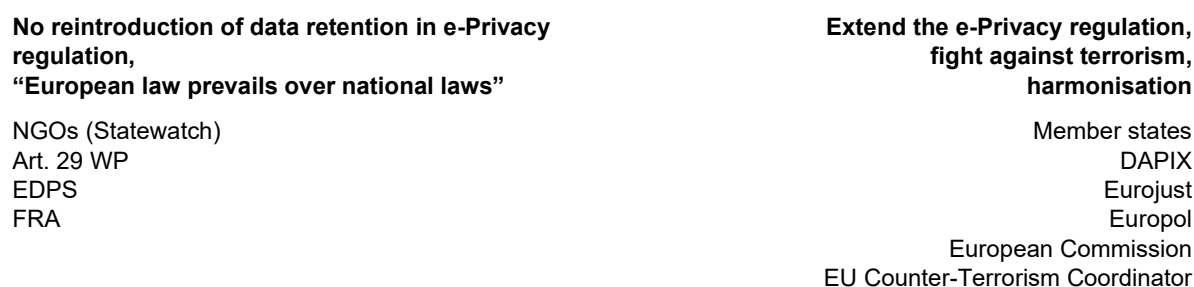 No reintroduction of data retention in e-Privacy
regulation,
“European law prevails over national laws”
NGOs (Statewatch)
Art. 29 WP
EDPS
FRA
Extend the e-Privacy regulation,
fight against terrorism,
harmonisation
Member states
DAPIX
Eurojust
Europol
European Commission
EU Counter-Terrorism Coordinator